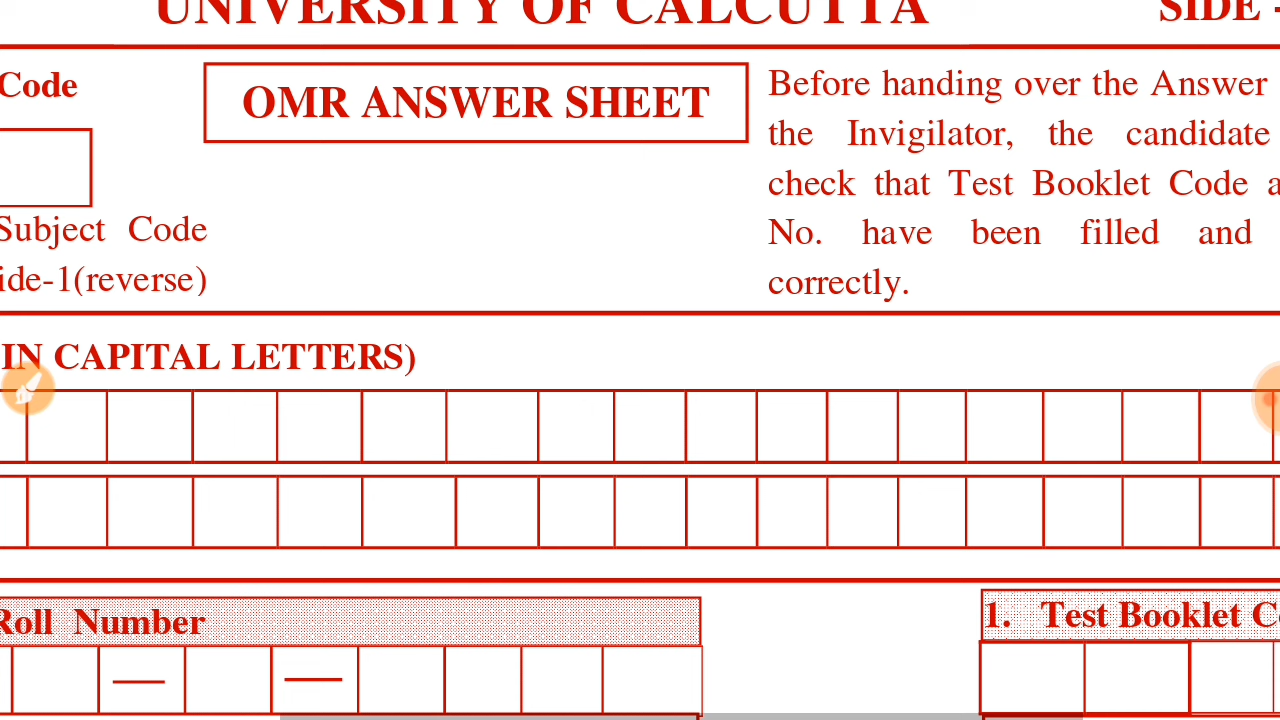 UNIVERSITY OF CALCUTTA
SIDE -
Code
OMR ANSWER SHEET
Before handing over the Answer
the Invigilator, the candidate
check that Test Booklet Code
No. have been filled and
correctly.
Subject Code
ide-1(reverse)
IN CAPITAL LETTERS)
Roll Number
1. Test Booklet